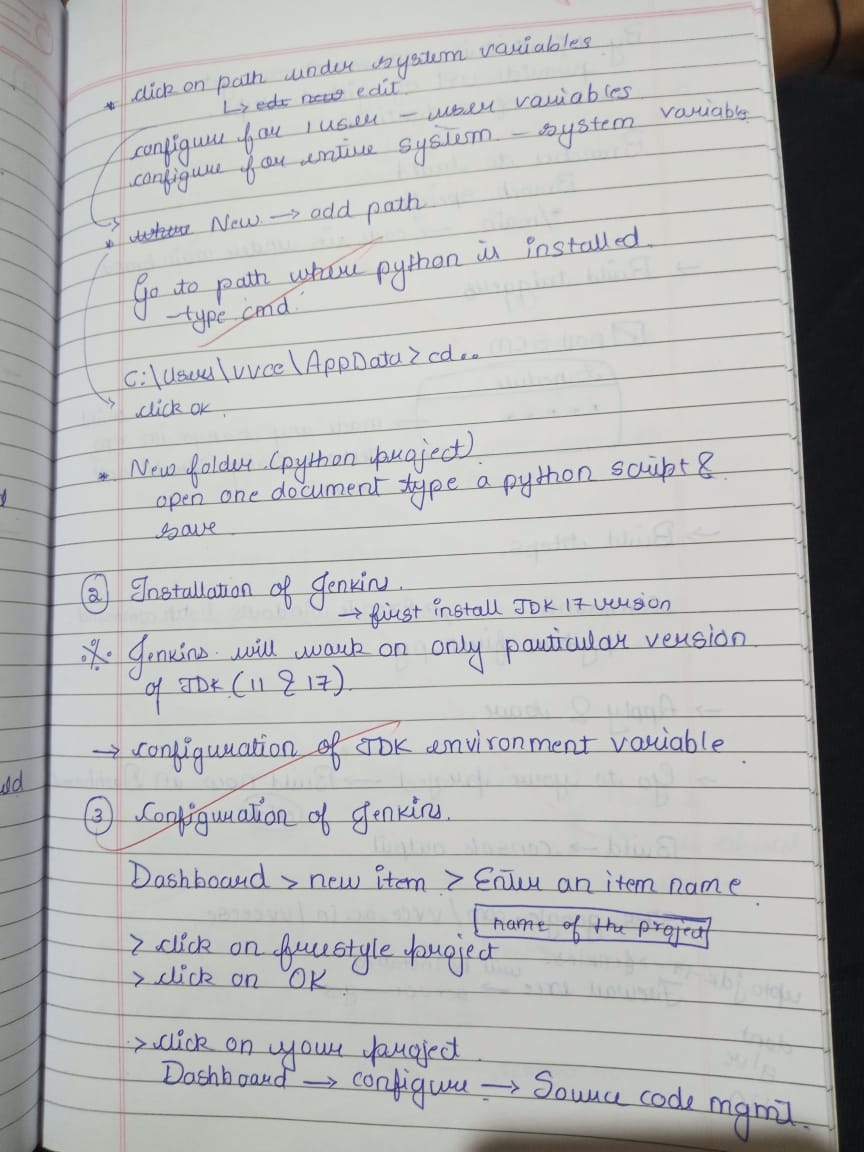 * click on path under system variables.
↳ edt new edit.
configure for 1 user - user variables
configure for entire system - system variable
* where New → add path
Go to path where python is installed.
-type cmd.
C:\Users\vvce\AppData>cd..
click ok.
* New folder (python project)
open one document type a python script &
save
② Installation of Jenkins.
→ first install JDK 17 version
※ Jenkins will work on only particular version
of JDK (11 & 17).
→ configuration of JDK environment variable.
③ Configuration of Jenkins.
Dashboard > new item > Enter an item name
name of the project
> click on freestyle project
> click on OK.
> click on your project.
Dashboard → configure → Source code mgmt.